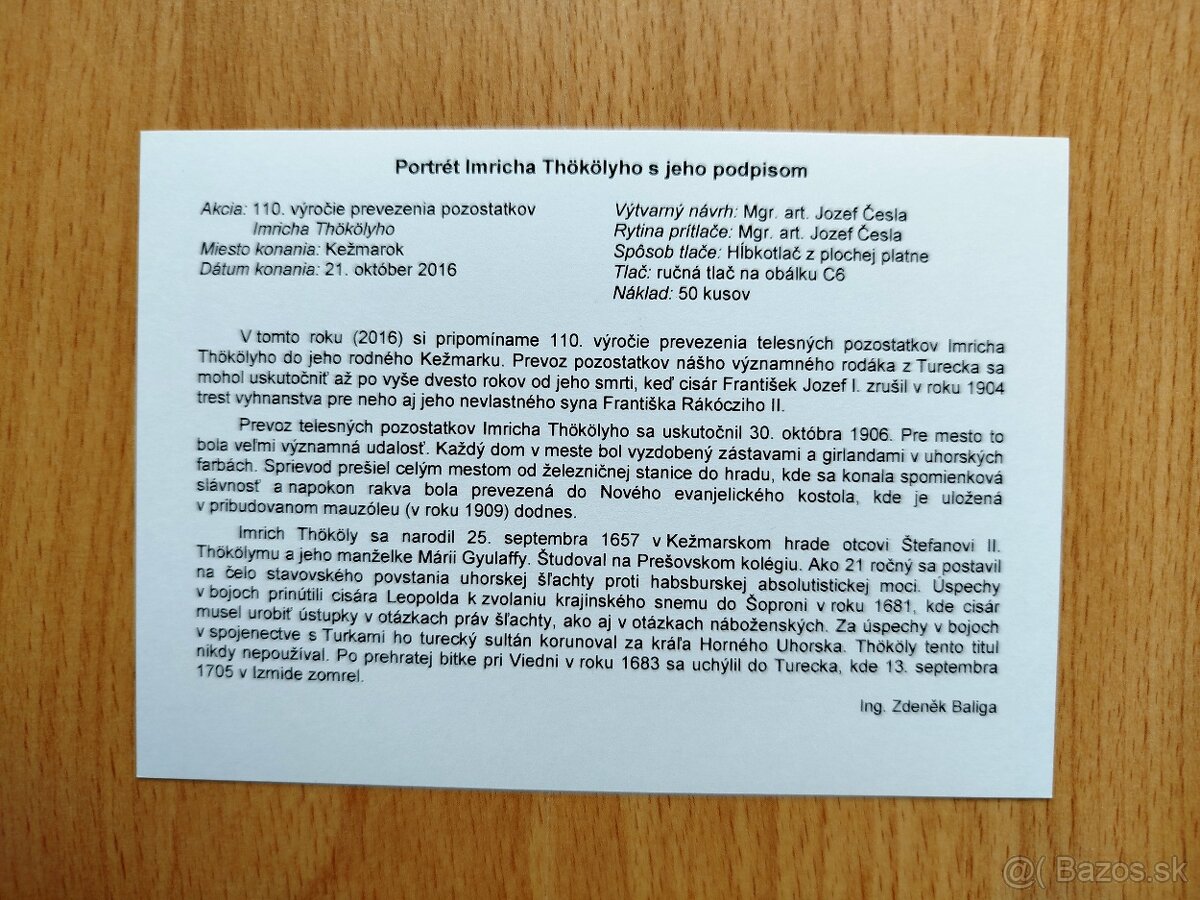 Portrét Imricha Thökölyho s jeho podpisom
Akcia: 110. výročie prevezenia pozostatkov
Imricha Thökölyho
Miesto konania: Kežmarok
Dátum konania: 21. október 2016
Výtvarný návrh: Mgr. art. Jozef Česla
Rytina prítlače: Mgr. art. Jozef Česla
Spôsob tlače: Hĺbkotlač z plochej platne
Tlač: ručná tlač na obálku C6
Náklad: 50 kusov
V tomto roku (2016) si pripomíname 110. výročie prevezenia telesných pozostatkov Imricha
Thökölyho do jeho rodného Kežmarku. Prevoz pozostatkov nášho významného rodáka z Turecka sa
mohol uskutočniť až po vyše dvesto rokov od jeho smrti, keď cisár František Jozef I. zrušil v roku 1904
trest vyhnanstva pre neho aj jeho nevlastného syna Františka Rákócziho II.
Prevoz telesných pozostatkov Imricha Thökölyho sa uskutočnil 30. októbra 1906. Pre mesto to
bola veľmi významná udalosť. Každý dom v meste bol vyzdobený zástavami a girlandami v uhorských
farbách. Sprievod prešiel celým mestom od železničnej stanice do hradu, kde sa konala spomienková
slávnosť a napokon rakva bola prevezená do Nového evanjelického kostola, kde je uložená
v pribudovanom mauzóleu (v roku 1909) dodnes.
Imrich Thököly sa narodil 25. septembra 1657 v Kežmarskom hrade otcovi Štefanovi II.
Thökölymu a jeho manželke Márii Gyulaffy. Študoval na Prešovskom kolégiu. Ako 21 ročný sa postavil
na čelo stavovského povstania uhorskej šľachty proti habsburskej absolutistickej moci. Úspechy
v bojoch prinútili cisára Leopolda k zvolaniu krajinského snemu do Šoproni v roku 1681, kde cisár
musel urobiť ústupky v otázkach práv šľachty, ako aj v otázkach náboženských. Za úspechy v bojoch
v spojenectve s Turkami ho turecký sultán korunoval za kráľa Horného Uhorska. Thököly tento titul
nikdy nepoužíval. Po prehratej bitke pri Viedni v roku 1683 sa uchýlil do Turecka, kde 13. septembra
1705 v Izmide zomrel.
Ing. Zdeněk Baliga
@( Bazos.sk